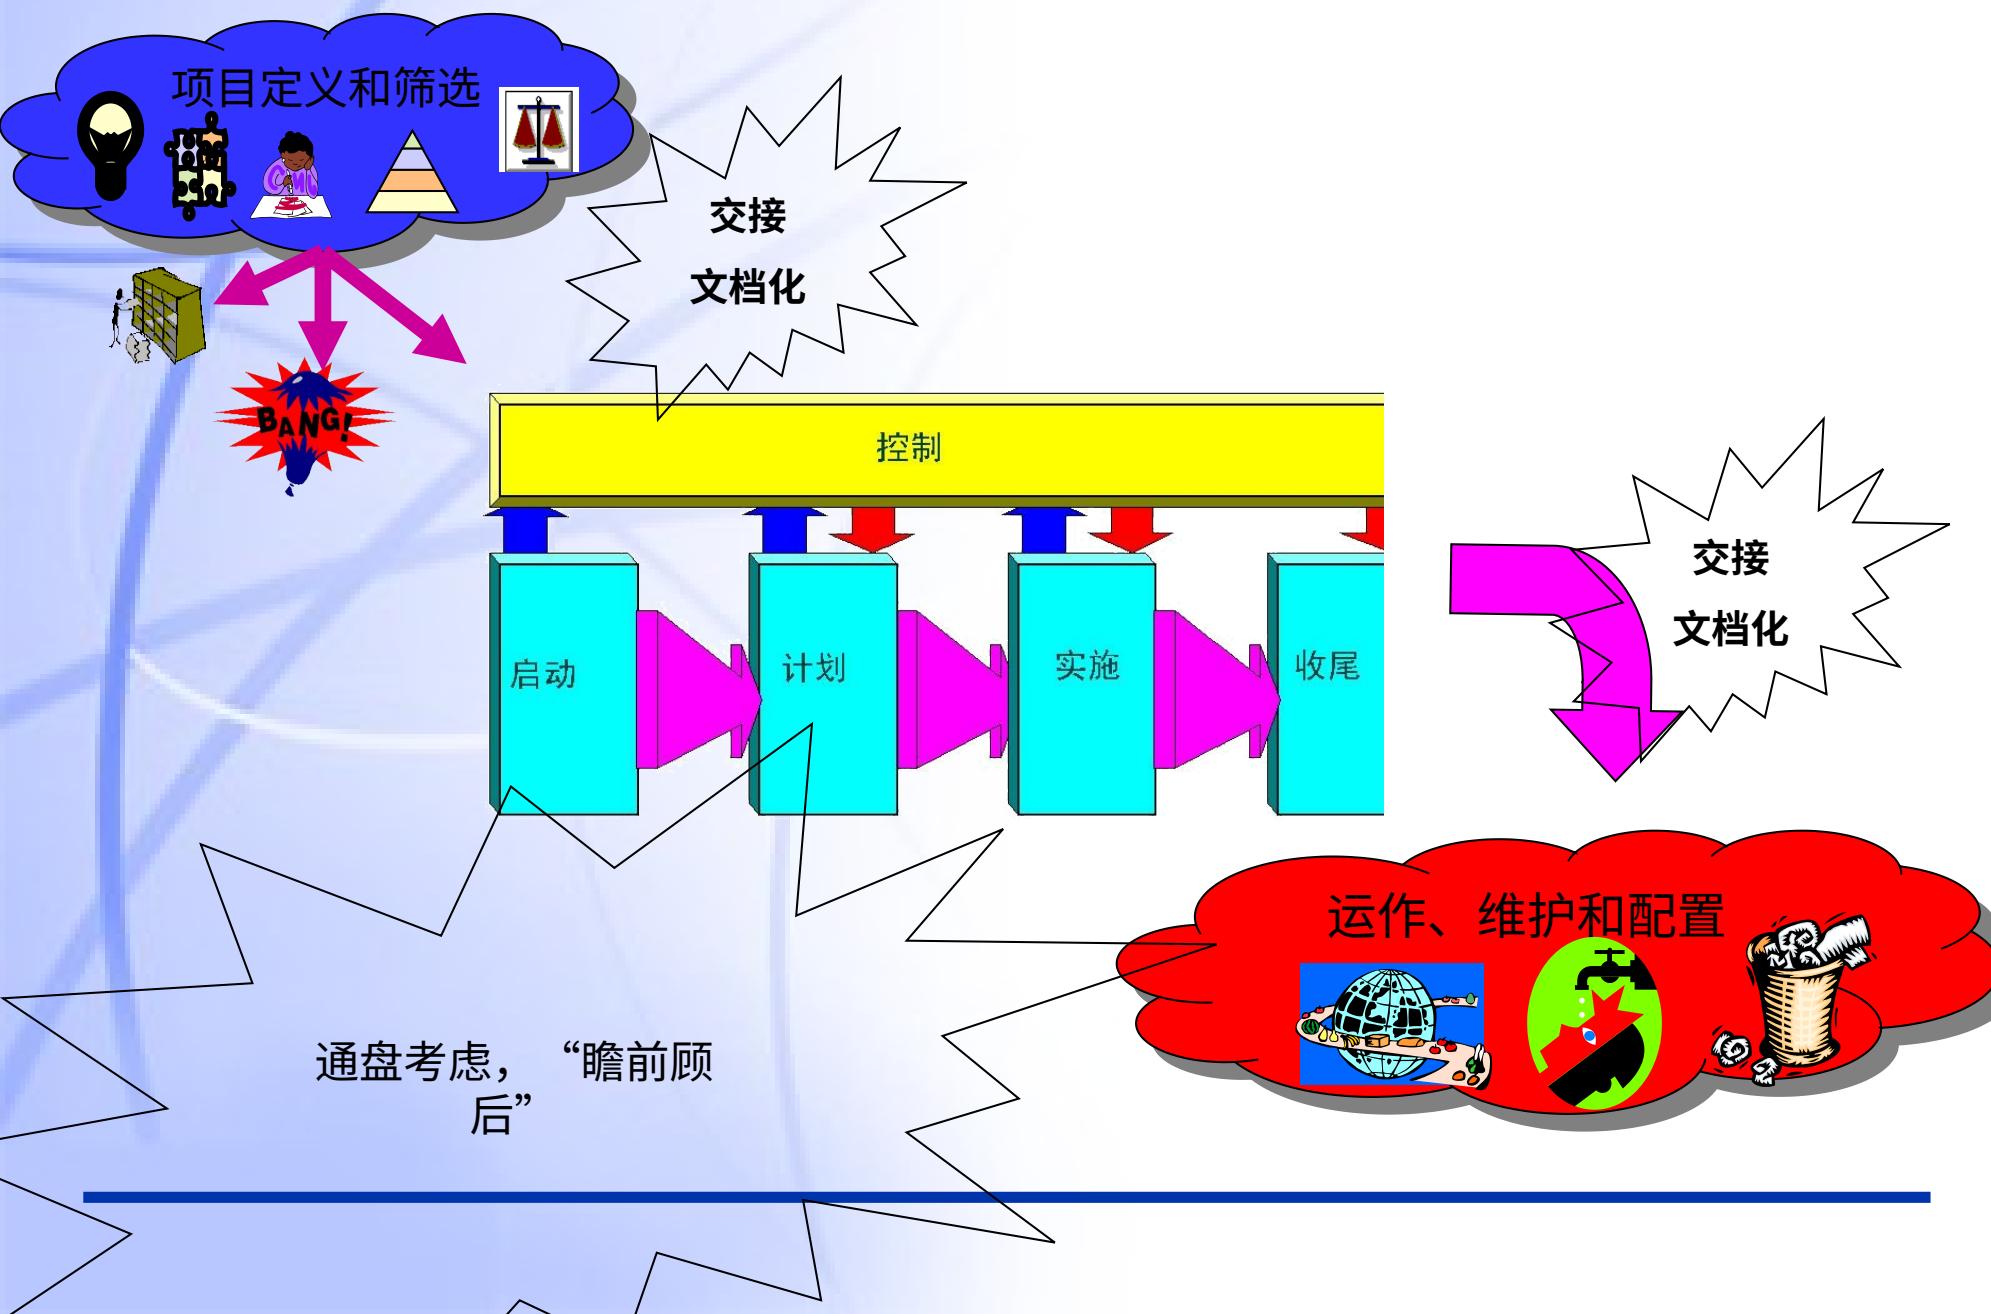 项目定义和筛选
交接
文档化
BANG!
控制
启动
计划
实施
收尾
交接
文档化
运作、维护和配置
通盘考虑，“瞻前顾
后”